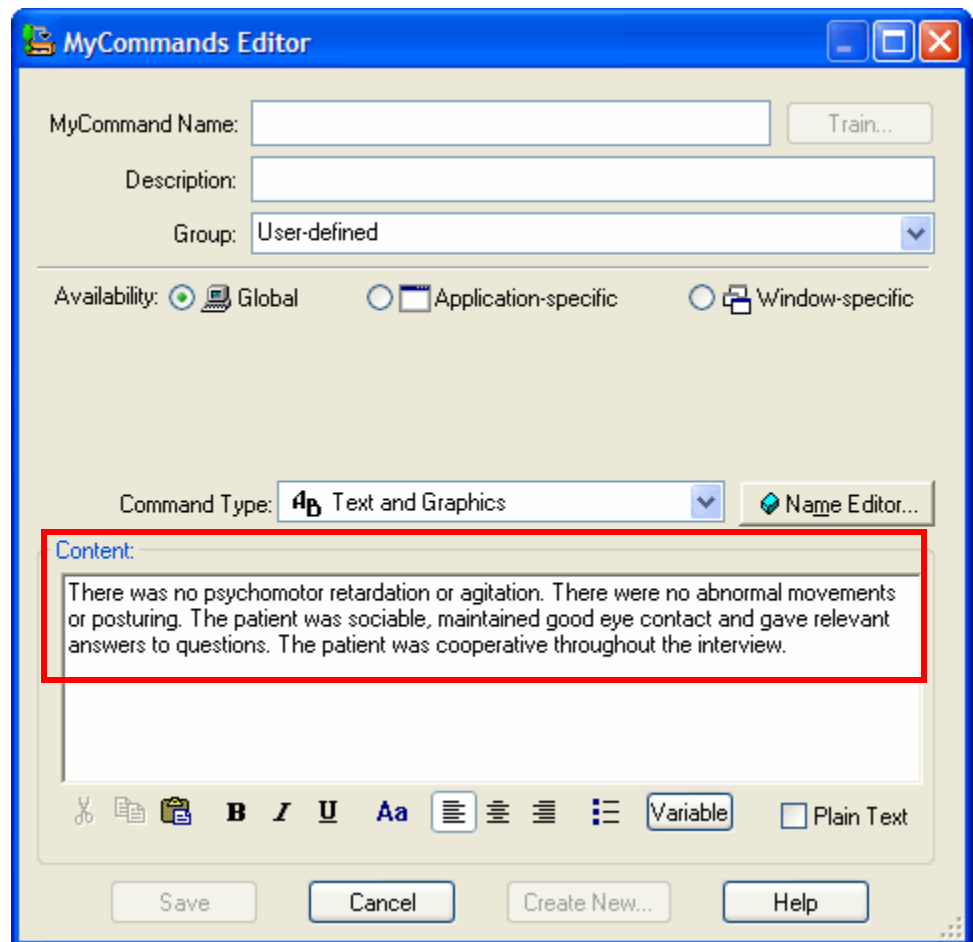 MyCommands Editor
MyCommand Name: Train...
Description:
Group: User-defined
Availability: Global Application-specific Window-specific
Command Type: AB Text and Graphics Name Editor...
Content:
There was no psychomotor retardation or agitation. There were no abnormal movements
or posturing. The patient was sociable, maintained good eye contact and gave relevant
answers to questions. The patient was cooperative throughout the interview.
B I U Aa Variable Plain Text
Save Cancel Create New... Help